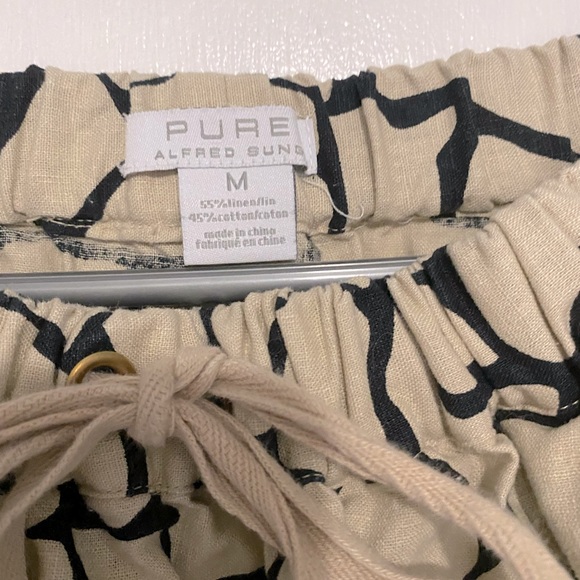 PURE
ALFRED SUNG
M
55%linen/lin
45%cotton/coton
made in china
fabriqué en chine